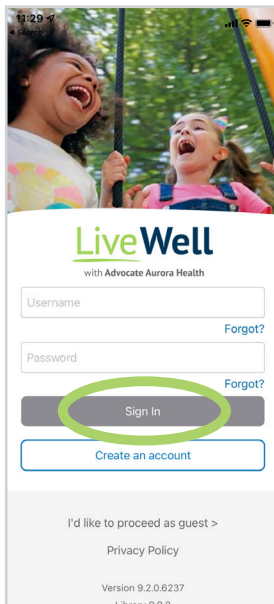 11:29
Search
LiveWell
with Advocate Aurora Health
Username
Forgot?
Password
Forgot?
Sign In
Create an account
I'd like to proceed as guest >
Privacy Policy
Version 9.2.0.6237